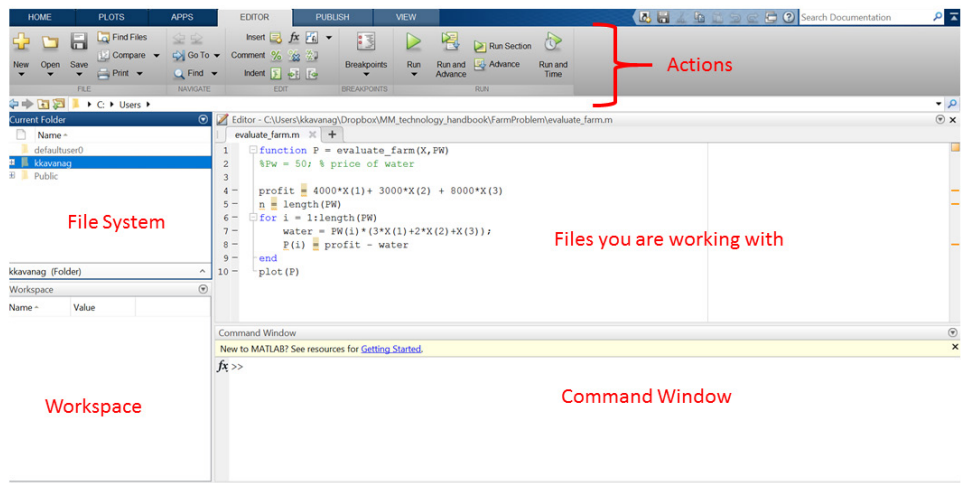 HOME PLOTS APPS EDITOR PUBLISH VIEW Search Documentation
New Open Save Find Files Compare Print
FILE
Go To Find
NAVIGATE
Insert fx
Comment %
Indent
EDIT
Breakpoints
BREAKPOINTS
Run Run and Advance Run Section Advance Run and Time
RUN
Actions
C: Users
Current Folder
Name
defaultuser0
kkavanag
Public
File System
kkavanag (Folder)
Workspace
Name Value
Workspace
Editor - C:\Users\kkavanag\Dropbox\MM_technology_handbook\FarmProblem\evaluate_farm.m
evaluate_farm.m
1 function P = evaluate_farm(X,PW)
2 %Pw = 50; % price of water
3
4 profit = 4000*X(1)+ 3000*X(2) + 8000*X(3)
5 n = length(PW)
6 for i = 1:length(PW)
7 water = PW(i)*(3*X(1)+2*X(2)+X(3));
8 P(i) = profit - water
9 end
10 plot(P)
Files you are working with
Command Window
New to MATLAB? See resources for Getting Started.
fx >>
Command Window